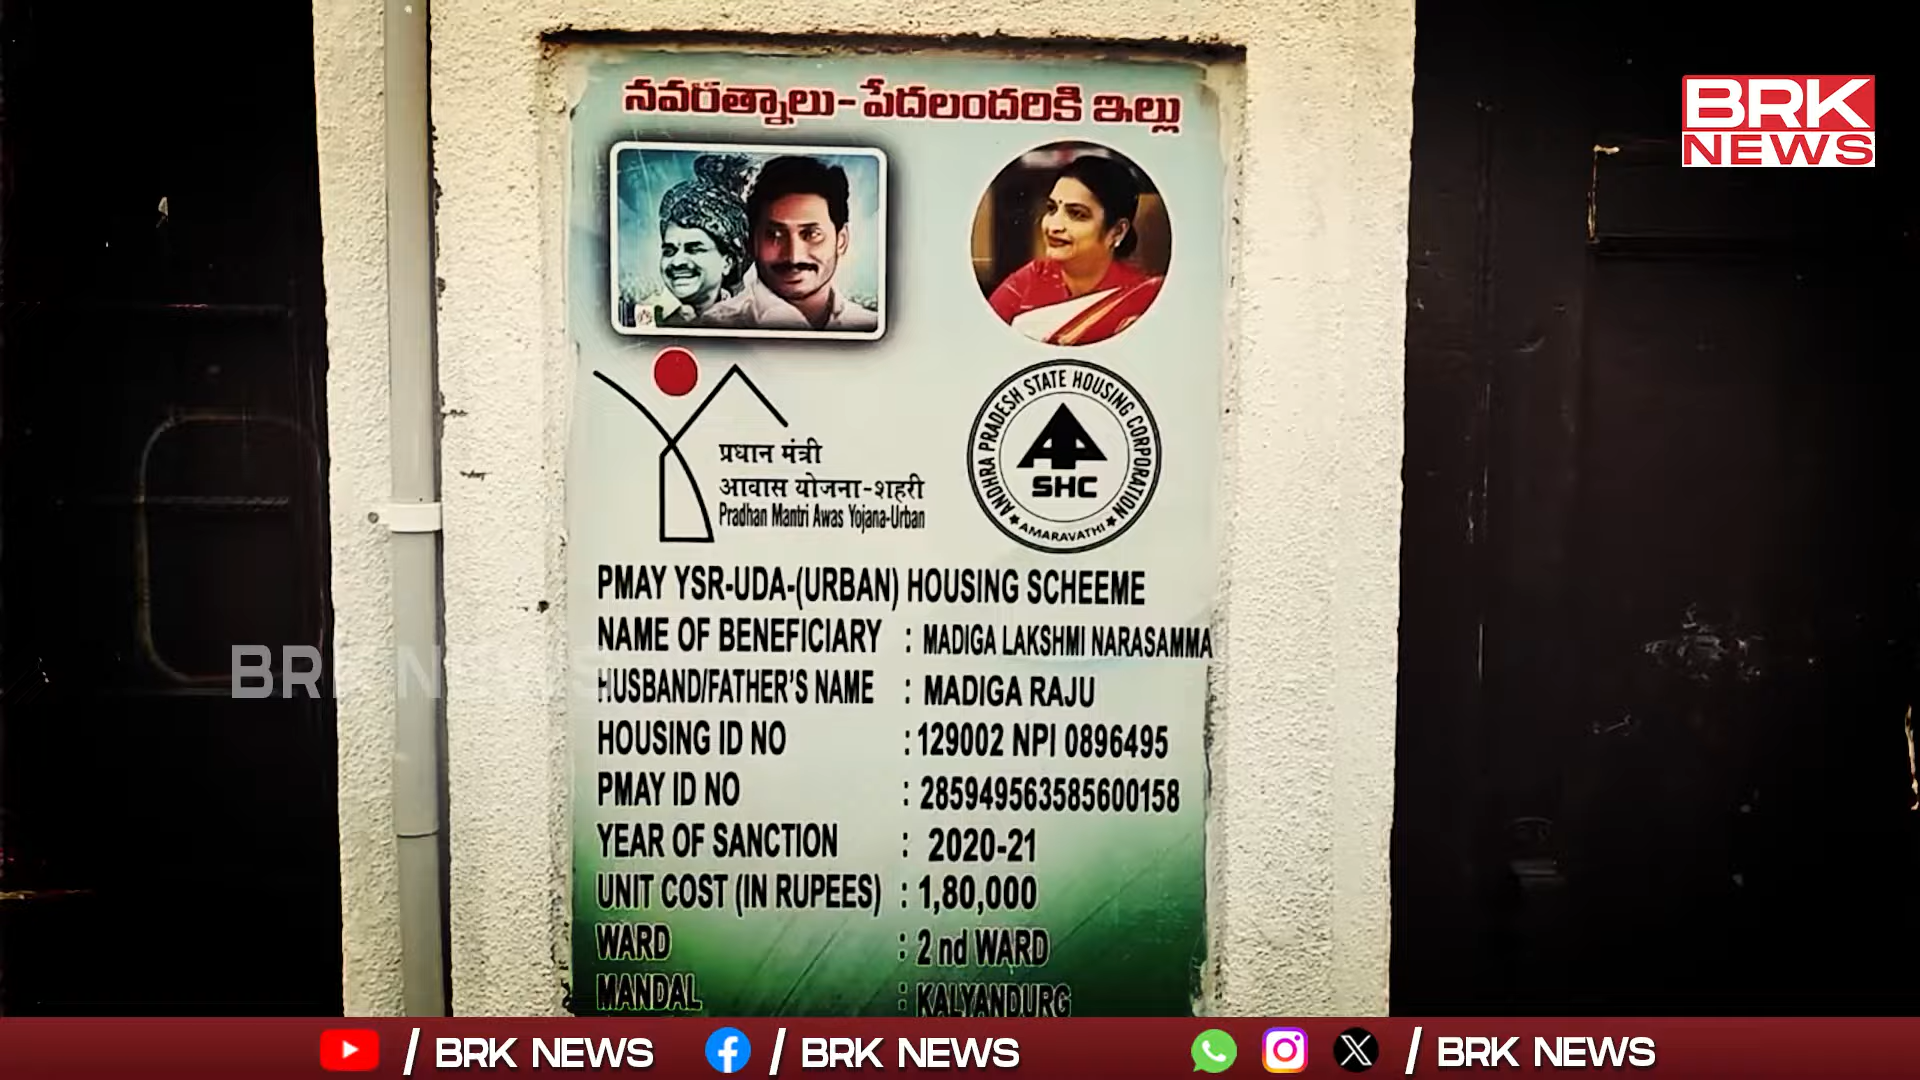 నవరత్నాలు-పేదలందరికి ఇల్లు
BRK
NEWS
प्रधान मंत्री
आवास योजना-शहरी
Pradhan Mantri Awas Yojana-Urban
ANDHRA PRADESH STATE HOUSING CORPORATION
AP
SHC
★ AMARAVATHI ★
PMAY YSR-UDA-(URBAN) HOUSING SCHEEME
NAME OF BENEFICIARY : MADIGA LAKSHMI NARASAMMA
BRK NEWS
HUSBAND/FATHER'S NAME : MADIGA RAJU
HOUSING ID NO : 129002 NPI 0896495
PMAY ID NO : 285949563585600158
YEAR OF SANCTION : 2020-21
UNIT COST (IN RUPEES) : 1,80,000
WARD : 2 nd WARD
MANDAL : KALYANDURG
/ BRK NEWS / BRK NEWS / BRK NEWS